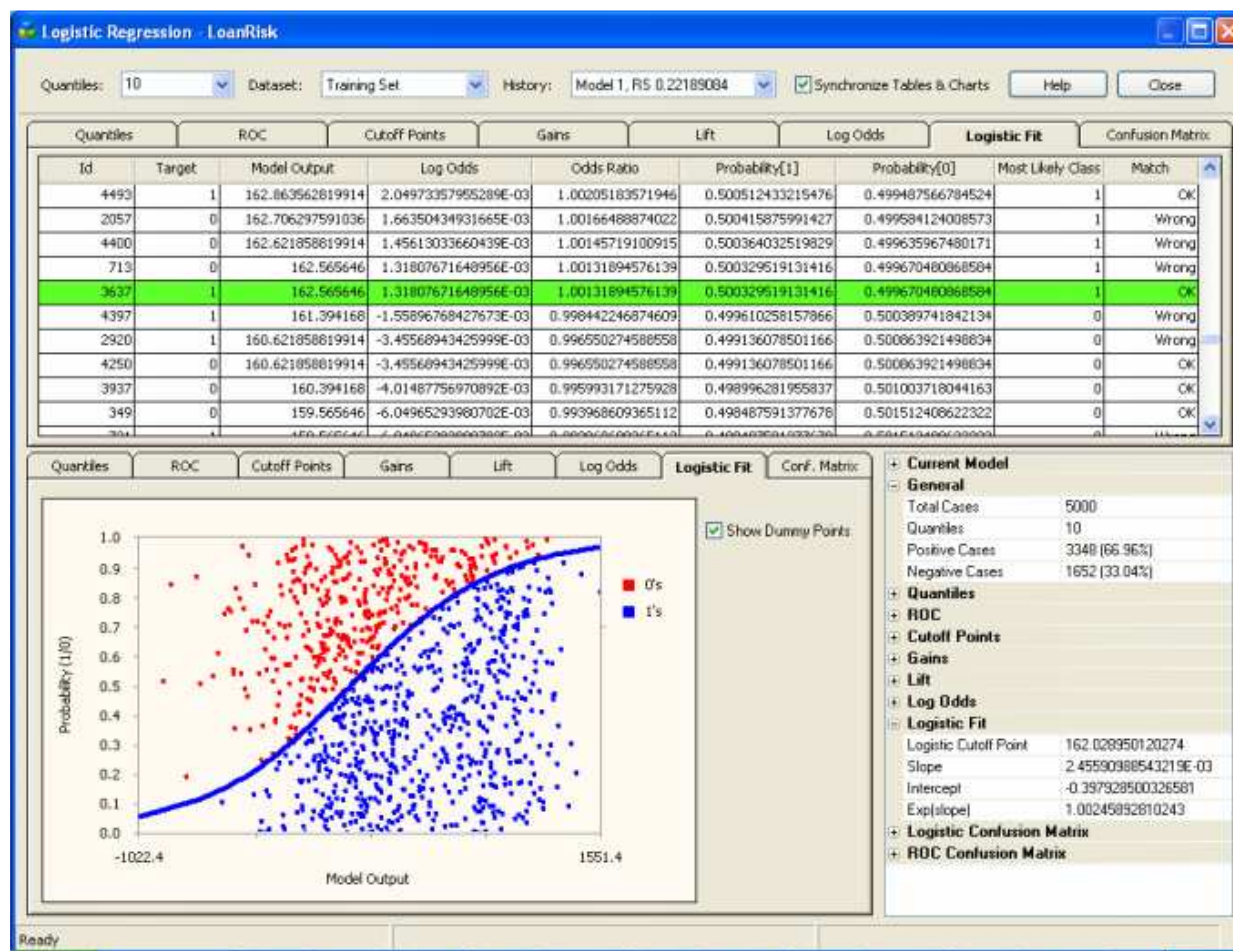 Logistic Regression - LoanRisk
Quantiles: 10 Dataset: Training Set History: Model 1, RS 0.22189084 Synchronize Tables & Charts Help Close
Quantiles ROC Cutoff Points Gains Lift Log Odds Logistic Fit Confusion Matrix
Id Target Model Output Log Odds Odds Ratio Probability[1] Probability[0] Most Likely Class Match
4493 1 162.863562819914 2.04973357955289E-03 1.00205183571946 0.500512433215476 0.499487566784524 1 OK
2057 0 162.706297591036 1.66350434931665E-03 1.00166488874022 0.500415875991427 0.499584124008573 1 Wrong
4400 0 162.621858819914 1.45613033660439E-03 1.00145719100915 0.500364032519829 0.499635967480171 1 Wrong
713 0 162.565646 1.31807671648956E-03 1.00131894576139 0.500329519131416 0.499670480868584 1 Wrong
3637 1 162.565646 1.31807671648956E-03 1.00131894576139 0.500329519131416 0.499670480868584 1 OK
4397 1 161.394168 -1.55896768427673E-03 0.998442246874609 0.499610258157866 0.500389741842134 0 Wrong
2920 1 160.621858819914 -3.45568943425999E-03 0.996550274588558 0.499136078501166 0.500863921498834 0 Wrong
4250 0 160.621858819914 -3.45568943425999E-03 0.996550274588558 0.499136078501166 0.500863921498834 0 OK
3937 0 160.394168 -4.01487756970892E-03 0.995993171275928 0.498996281955837 0.501003718044163 0 OK
349 0 159.565646 -6.04965293980702E-03 0.993968609365112 0.498487591377678 0.501512408622322 0 OK
Quantiles ROC Cutoff Points Gains Lift Log Odds Logistic Fit Conf. Matrix
Show Dummy Points
1.0
0.9
0.8
0.7
0.6
0.5
0.4
0.3
0.2
0.1
0.0
Probability (1/0)
-1022.4 1551.4
Model Output
0's
1's
Current Model
General
Total Cases 5000
Quantiles 10
Positive Cases 3348 (66.96%)
Negative Cases 1652 (33.04%)
Quantiles
ROC
Cutoff Points
Gains
Lift
Log Odds
Logistic Fit
Logistic Cutoff Point 162.028950120274
Slope 2.45590988543219E-03
Intercept -0.397928500326581
Exp(slope) 1.00245892810243
Logistic Confusion Matrix
ROC Confusion Matrix
Ready